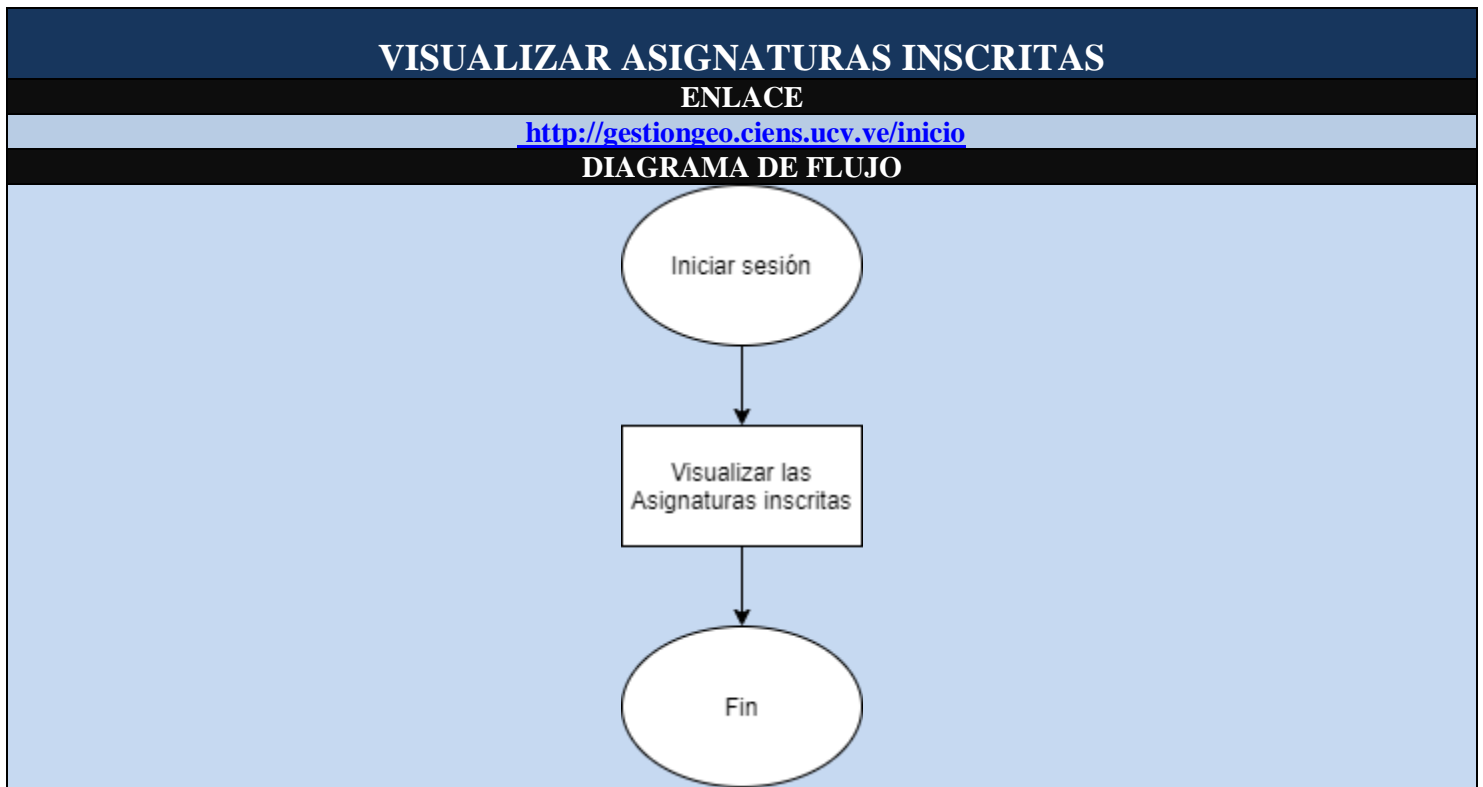 VISUALIZAR ASIGNATURAS INSCRITAS
ENLACE
http://gestiongeo.ciens.ucv.ve/inicio
DIAGRAMA DE FLUJO
Iniciar sesión
Visualizar las
Asignaturas inscritas
Fin